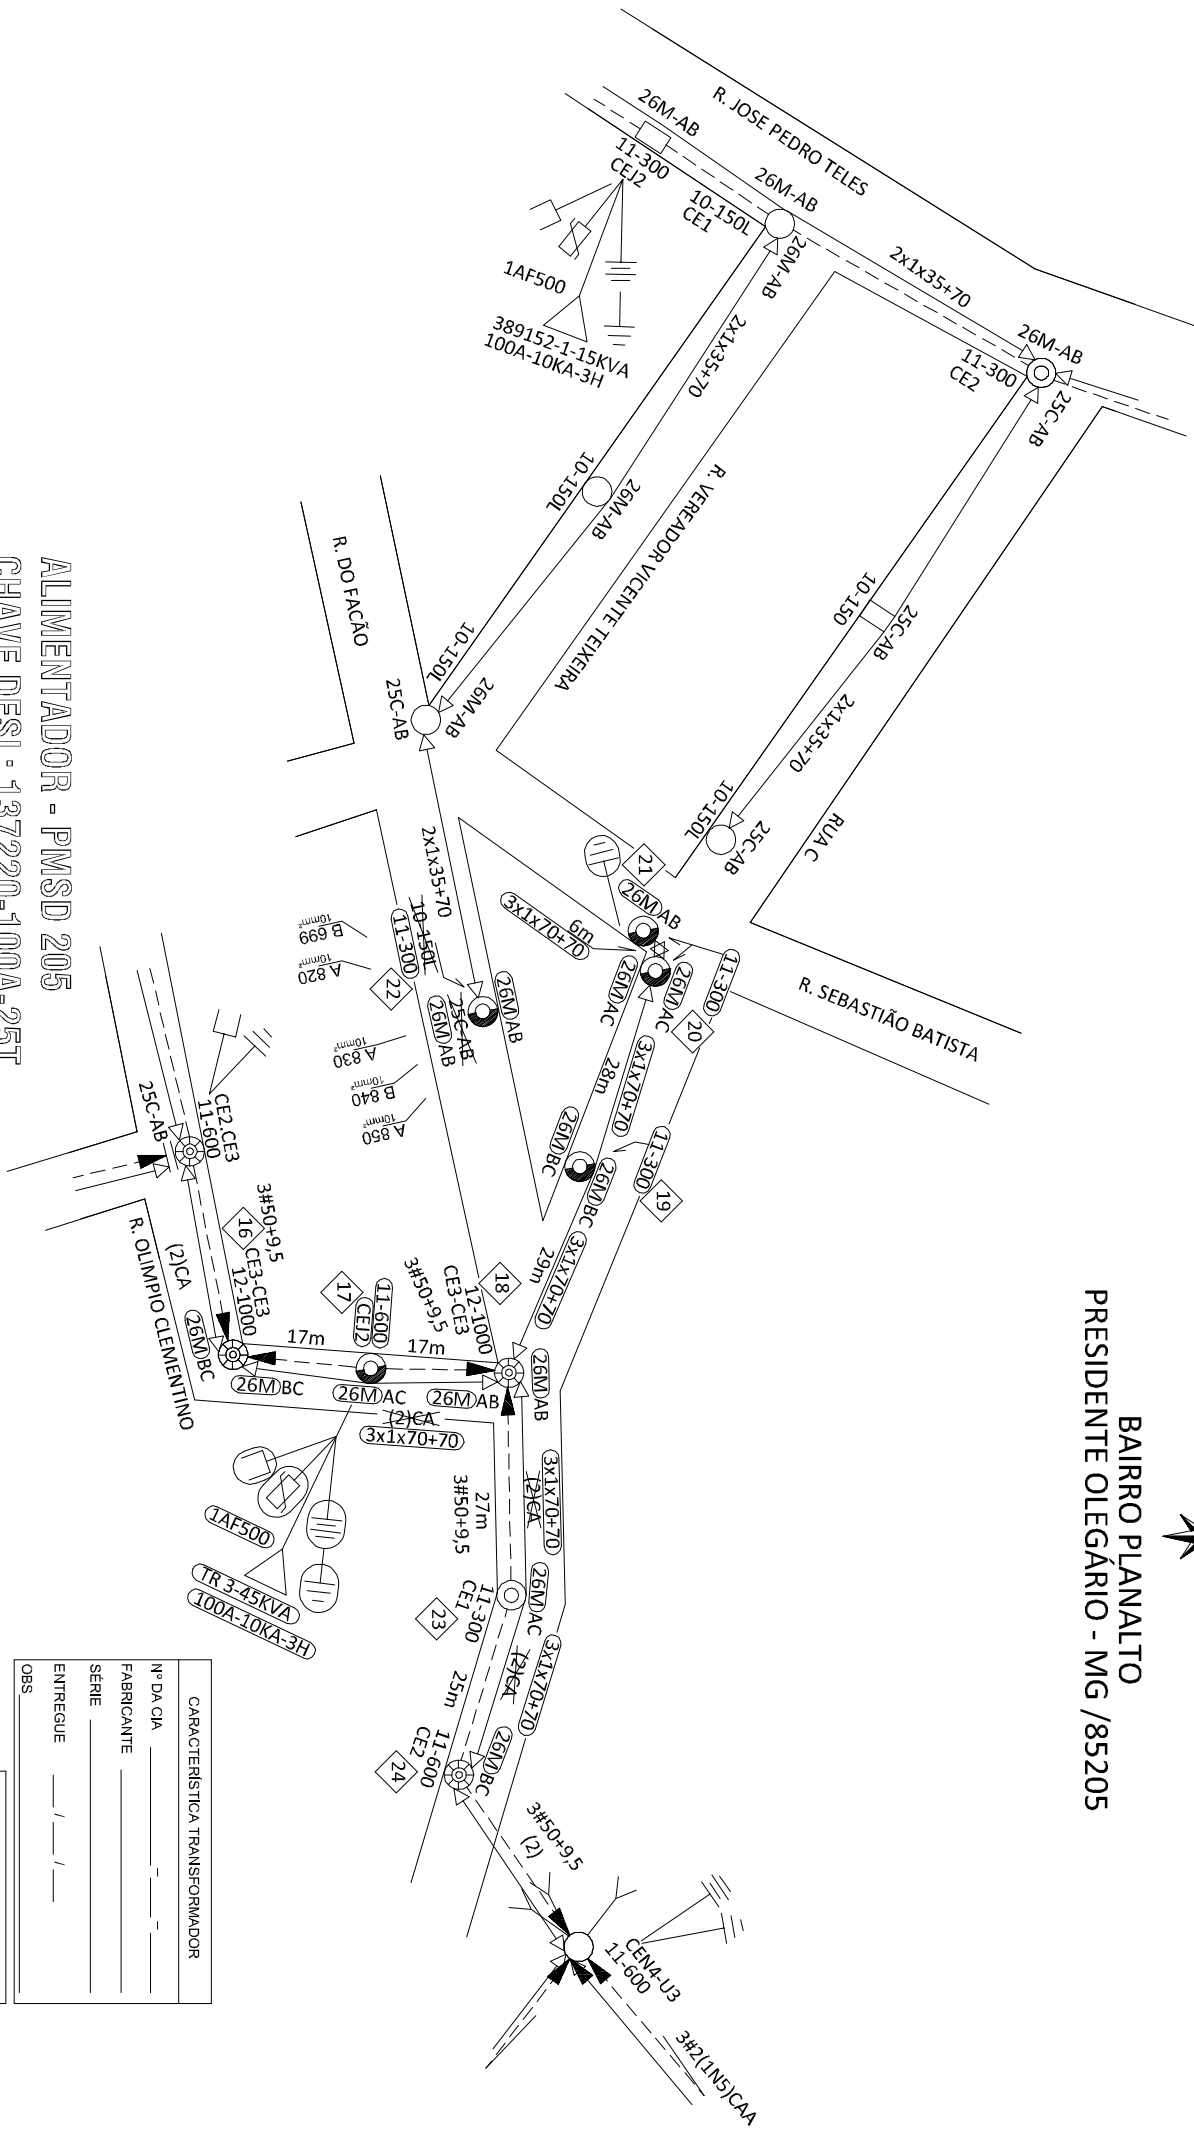 BAIRRO PLANALTO
PRESIDENTE OLEGÁRIO - MG /85205
R. JOSE PEDRO TELES
26M-AB
11-300
CEJ2
1AF500
389152-1-15KVA
100A-10KA-3H
26M-AB
10-150L
CE1
26M-AB
2x1x35+70
26M-AB
11-300
CE2
25C-AB
2x1x35+70
10-150L
26M-AB
R. VEREADOR VICENTE TEIXEIRA
10-150
25C-AB
2x1x35+70
10-150L
25C-AB
RUA C
R. DO FACÃO
10-150L
26M-AB
25C-AB
2x1x35+70
21
26M AB
6m
3x1x70+70
11-300
20
26M AC
26M AC
R. SEBASTIÃO BATISTA
10-150L
11-300
22
26M AB
25C-AB
26M AB
B 699
10mm²
A 820
10mm²
A 830
10mm²
B 840
10mm²
A 850
10mm²
28m
3x1x70+70
26M BC
11-300
19
26M BC
29m
3x1x70+70
ALIMENTADOR - PMSD 205
CHAVE DESL - 137220-100A-25T
CE2.CE3
11-600
25C-AB
3#50+9,5
16
CE3-CE3
12-1000
(2)CA
26M BC
R. OLIMPIO CLEMENTINO
26M BC
17m
17
11-600
CEJ2
17m
26M AC
18
12-1000
CE3-CE3
3#50+9,5
26M AB
26M AB
(2)CA
3x1x70+70
1AF500
TR 3-45KVA
100A-10KA-3H
3x1x70+70
(2)CA
27m
3#50+9,5
26M AC
11-300
CE1
23
3x1x70+70
(2)CA
25m
26M BC
11-600
CE2
24
3#50+9,5
(2)
CEN4-U3
11-600
3#2(1N5)CAA
CARACTERÍSTICA TRANSFORMADOR
Nº DA CIA
FABRICANTE
SÉRIE
ENTREGUE / /
OBS